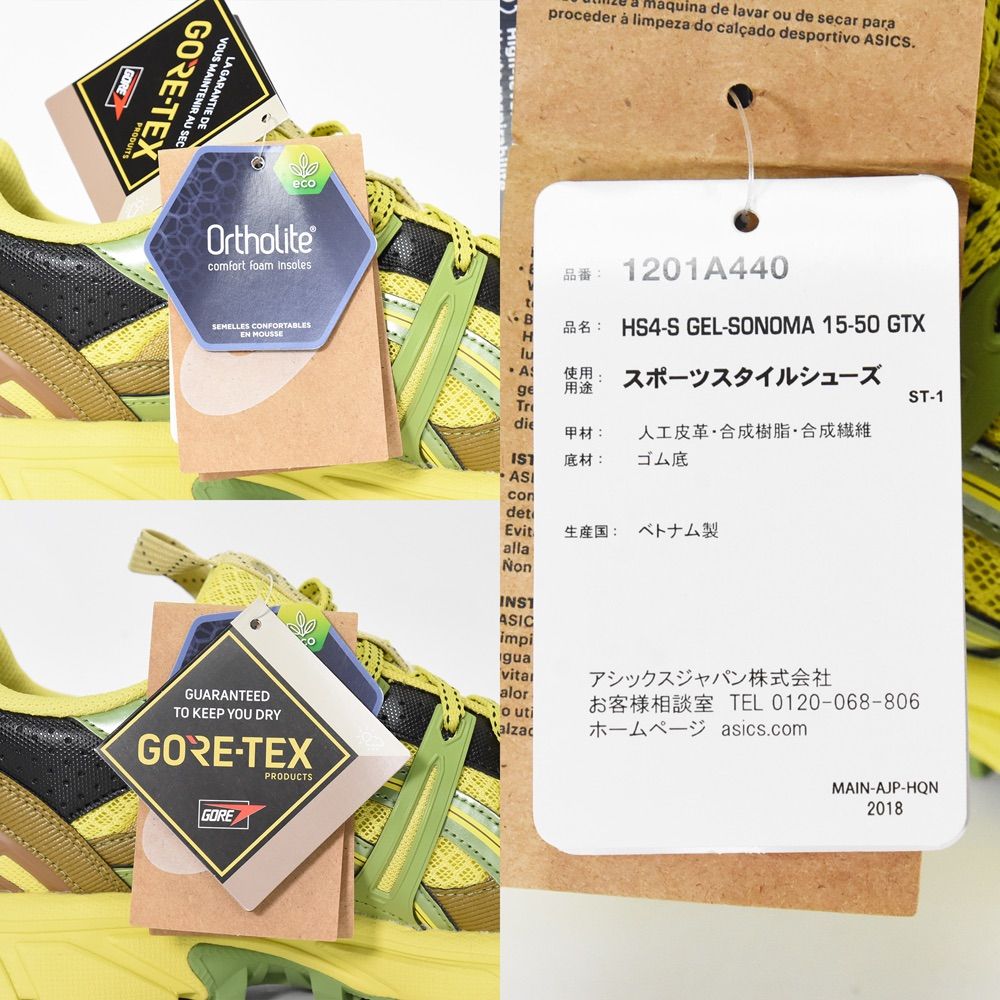 LA GARANTIE DE
VOUS MAINTENIR AU SEC
GORE-TEX
PRODUITS
GORE
eco
Ortholite®
comfort foam insoles
SEMELLES CONFORTABLES
EN MOUSSE
GUARANTEED
TO KEEP YOU DRY
GORE-TEX
PRODUCTS
GORE
utilize a máquina de lavar ou de secar para
proceder à limpeza do calçado desportivo ASICS.
品番: 1201A440
品名: HS4-S GEL-SONOMA 15-50 GTX
使用用途: スポーツスタイルシューズ
ST-1
甲材: 人工皮革・合成樹脂・合成繊維
底材: ゴム底
生産国: ベトナム製
アシックスジャパン株式会社
お客様相談室 TEL 0120-068-806
ホームページ asics.com
MAIN-AJP-HQN
2018